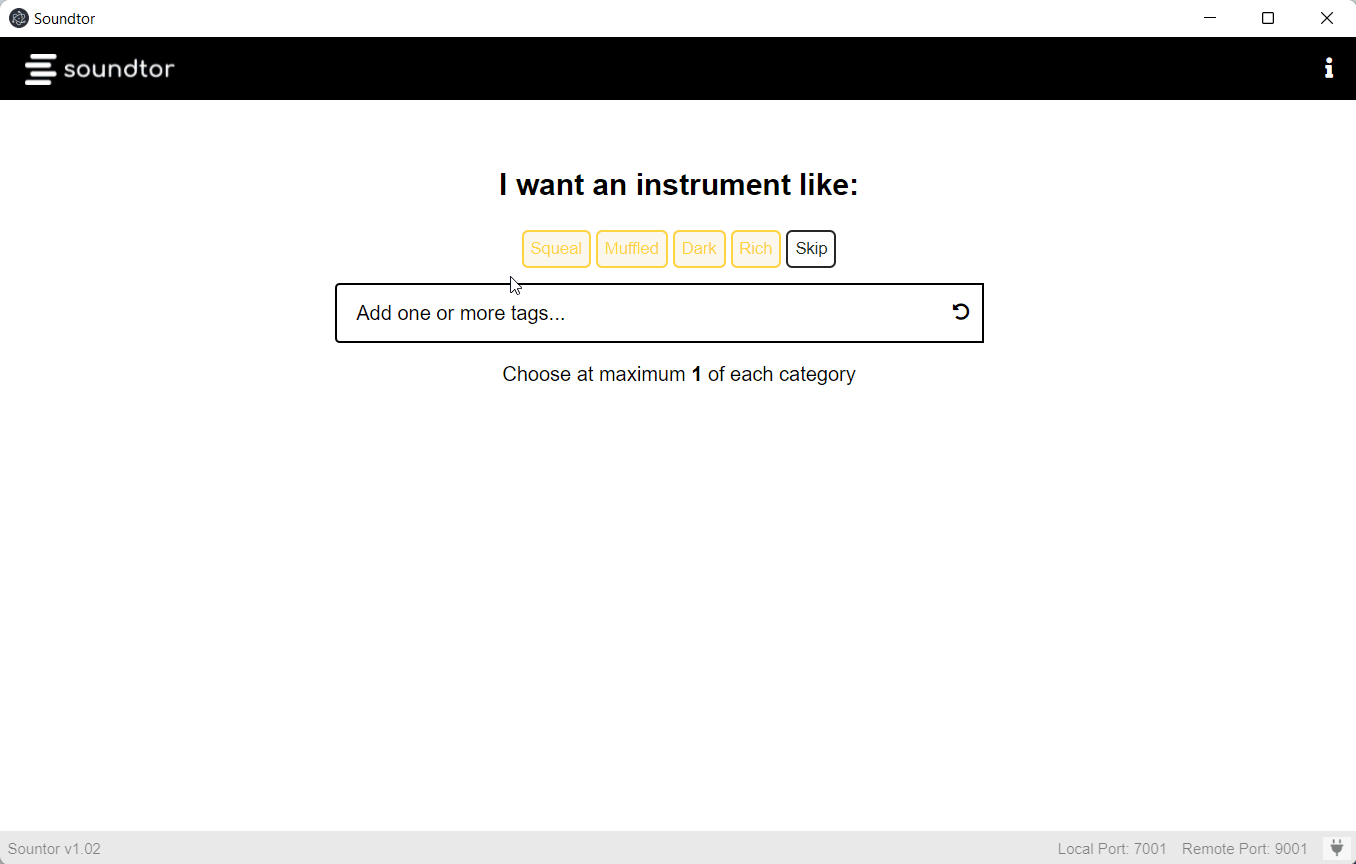 Soundtor
soundtor
I want an instrument like:
Squeal Muffled Dark Rich Skip
Add one or more tags...
Choose at maximum 1 of each category
Sountor v1.02 Local Port: 7001 Remote Port: 9001